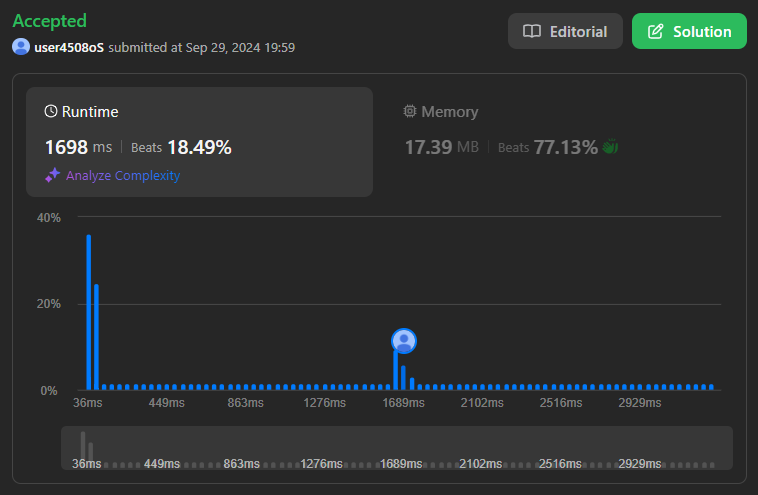 Accepted
Editorial
Solution
user4508oS submitted at Sep 29, 2024 19:59
Runtime
Memory
1698 ms | Beats 18.49%
17.39 MB | Beats 77.13%
Analyze Complexity
40%
20%
0%
36ms 449ms 863ms 1276ms 1689ms 2102ms 2516ms 2929ms
36ms 449ms 863ms 1276ms 1689ms 2102ms 2516ms 2929ms